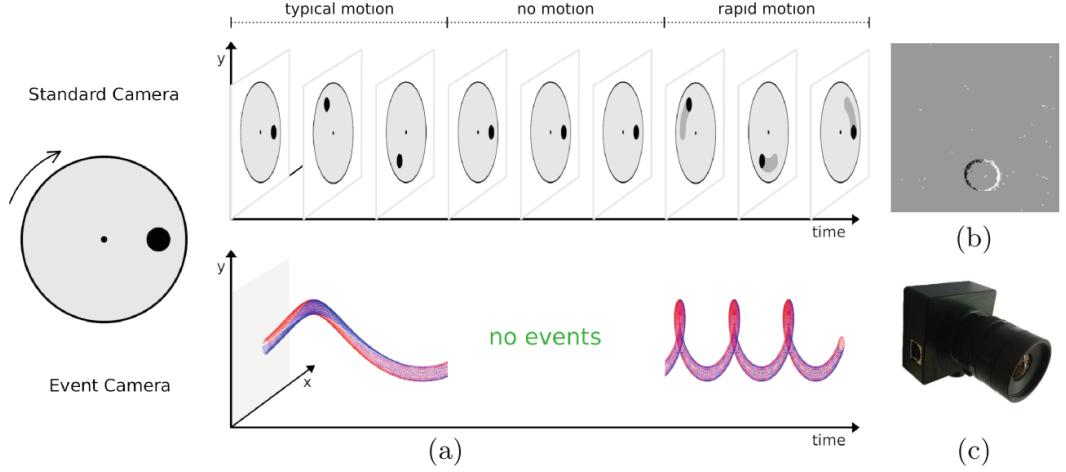 typical motion
no motion
rapid motion
y
Standard Camera
time
(b)
y
no events
x
Event Camera
time
(a)
(c)